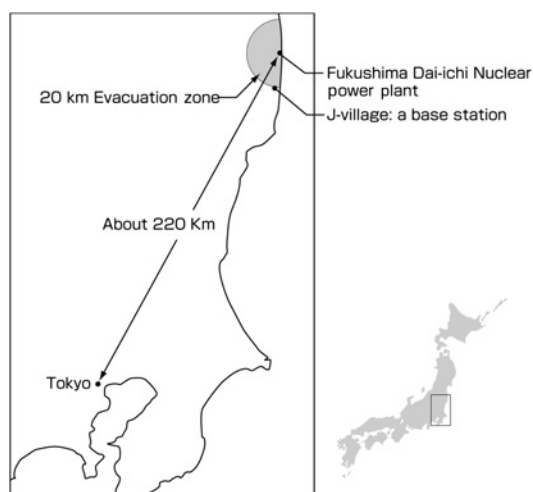 Fukushima Dai-ichi Nuclear
power plant
20 km Evacuation zone
J-village: a base station
About 220 Km
Tokyo